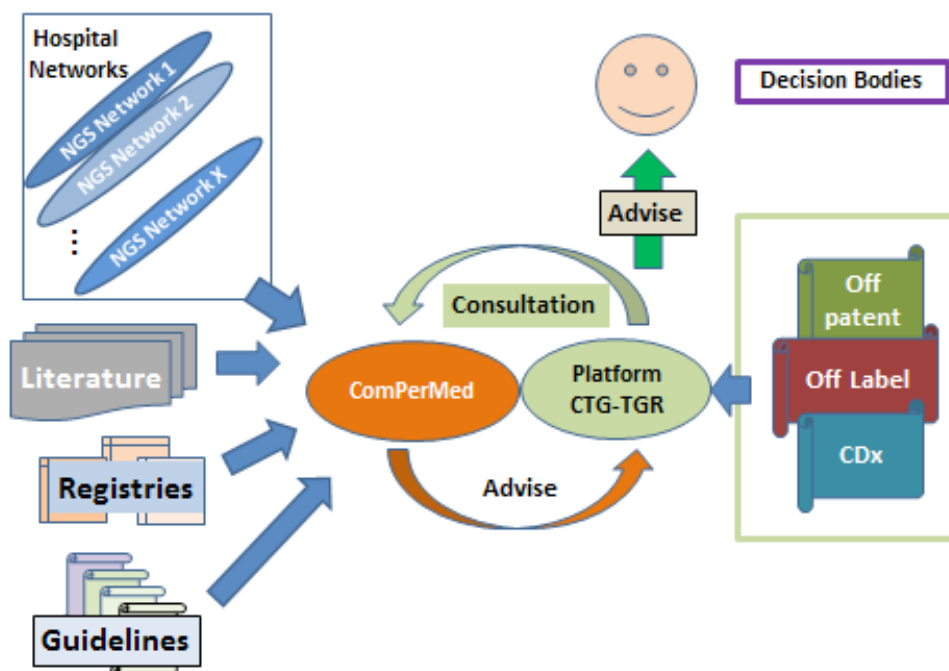 Hospital
Networks
NGS Network 1
NGS Network 2
⋮
NGS Network X
Literature
Registries
Guidelines
Decision Bodies
Advise
Consultation
ComPerMed
Platform
CTG-TGR
Advise
Off
patent
Off Label
CDx